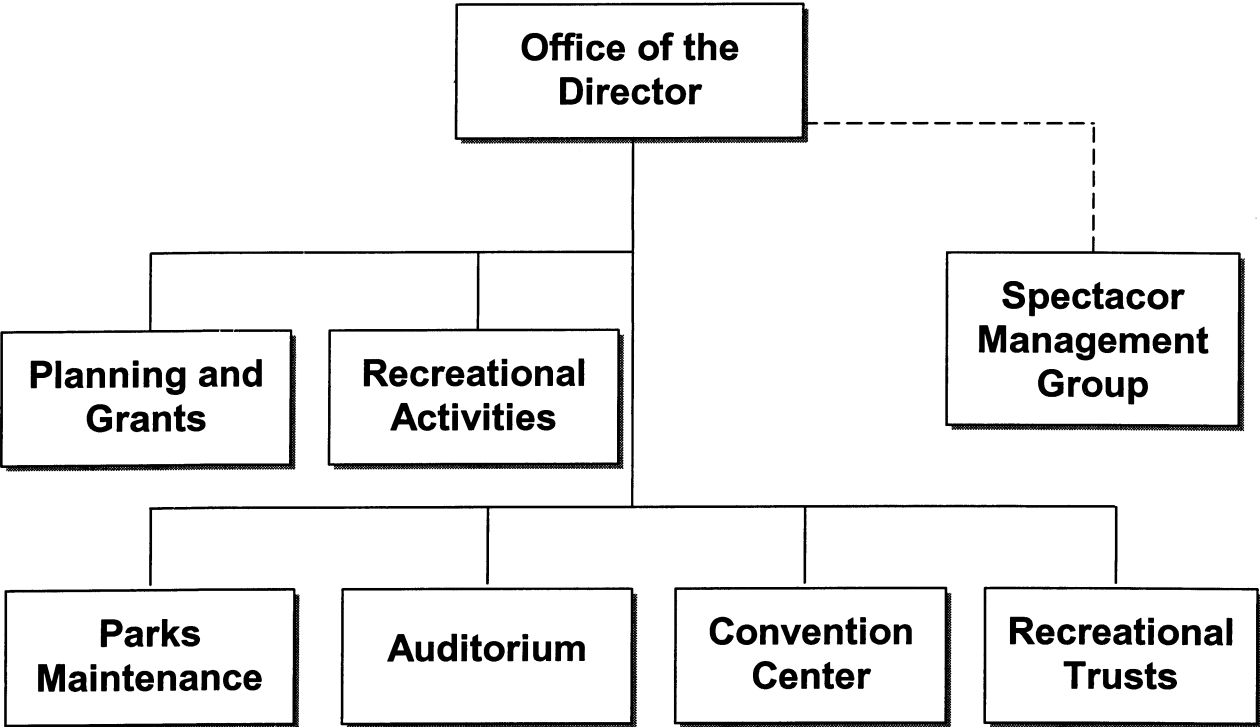 Office of the
Director
Spectacor
Management
Group
Planning and
Grants
Recreational
Activities
Parks
Maintenance
Auditorium
Convention
Center
Recreational
Trusts